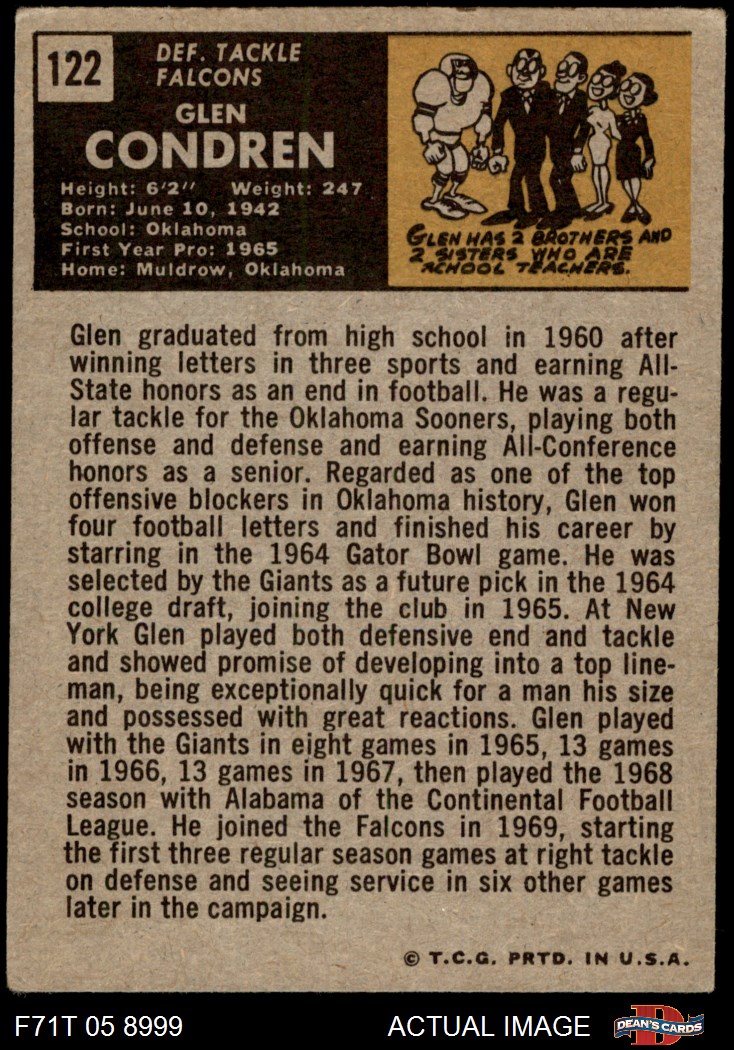 122
DEF. TACKLE
FALCONS
GLEN
CONDREN
Height: 6'2" Weight: 247
Born: June 10, 1942
School: Oklahoma
First Year Pro: 1965
Home: Muldrow, Oklahoma
GLEN HAS 2 BROTHERS AND
2 SISTERS WHO ARE
SCHOOL TEACHERS.
Glen graduated from high school in 1960 after
winning letters in three sports and earning All-
State honors as an end in football. He was a regu-
lar tackle for the Oklahoma Sooners, playing both
offense and defense and earning All-Conference
honors as a senior. Regarded as one of the top
offensive blockers in Oklahoma history, Glen won
four football letters and finished his career by
starring in the 1964 Gator Bowl game. He was
selected by the Giants as a future pick in the 1964
college draft, joining the club in 1965. At New
York Glen played both defensive end and tackle
and showed promise of developing into a top line-
man, being exceptionally quick for a man his size
and possessed with great reactions. Glen played
with the Giants in eight games in 1965, 13 games
in 1966, 13 games in 1967, then played the 1968
season with Alabama of the Continental Football
League. He joined the Falcons in 1969, starting
the first three regular season games at right tackle
on defense and seeing service in six other games
later in the campaign.
© T.C.G. PRTD. IN U.S.A.
F71T 05 8999 ACTUAL IMAGE D DEAN'S CARDS